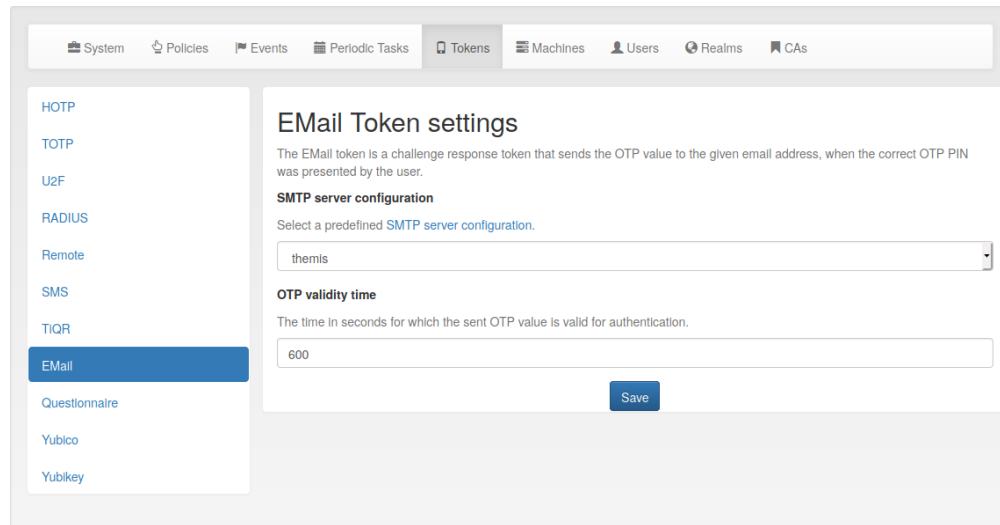 System Policies Events Periodic Tasks Tokens Machines Users Realms CAs
HOTP
TOTP
U2F
RADIUS
Remote
SMS
TiQR
EMail
Questionnaire
Yubico
Yubikey
EMail Token settings
The EMail token is a challenge response token that sends the OTP value to the given email address, when the correct OTP PIN
was presented by the user.
SMTP server configuration
Select a predefined SMTP server configuration.
themis
OTP validity time
The time in seconds for which the sent OTP value is valid for authentication.
600
Save